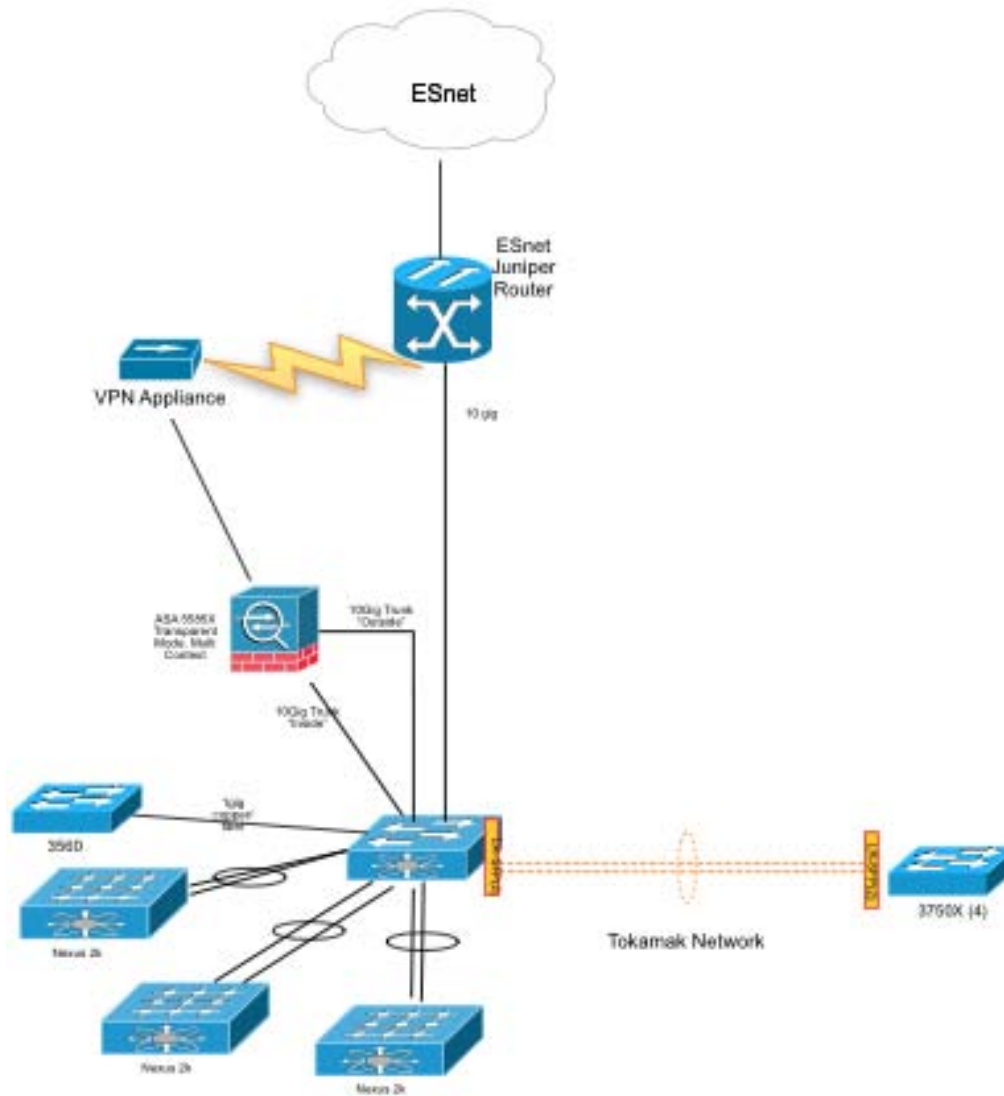 ESnet
ESnet
Juniper
Router
VPN Appliance
10 gig
ASA 5585X
Transparent
Mode, Multi
Context
10Gig Trunk
"Outside"
10Gig Trunk
"Inside"
1gig
3560
3750X (4)
Nexus 2k
Tokamak Network
Nexus 2k
Nexus 2k